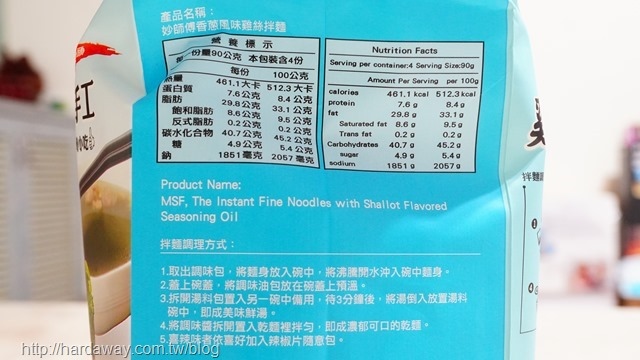 產品名稱：
妙師傅香蔥風味雞絲拌麵
營養標示
每一份量90公克 本包裝含4份
每份 100公克
熱量 461.1大卡 512.3大卡
蛋白質 7.6公克 8.4公克
脂肪 29.8公克 33.1公克
飽和脂肪 8.6公克 9.5公克
反式脂肪 0.2公克 0.2公克
碳水化合物 40.7公克 45.2公克
糖 4.9公克 5.4公克
鈉 1851毫克 2057毫克
Nutrition Facts
Serving per container:4 Serving Size:90g
Amount Per Serving per 100g
calories 461.1 kcal 512.3 kcal
protein 7.6 g 8.4 g
fat 29.8 g 33.1 g
Saturated fat 8.6 g 9.5 g
Trans fat 0.2 g 0.2 g
Carbohydrates 40.7 g 45.2 g
sugar 4.9 g 5.4 g
sodium 1851 g 2057 g
Product Name:
MSF, The Instant Fine Noodles with Shallot Flavored
Seasoning Oil
拌麵調理方式：
1.取出調味包，將麵身放入碗中，將沸騰開水沖入碗中麵身。
2.蓋上碗蓋，將調味油包放在碗蓋上預溫。
3.拆開湯料包置入另一碗中備用，待3分鐘後，將湯倒入放置湯料
碗中，即成美味鮮湯。
4.將調味醬拆開置入乾麵裡拌勻，即成濃郁可口的乾麵。
5.喜辣味者依喜好加入辣椒片隨意包。
手工
http://hardaway.com.tw/blog